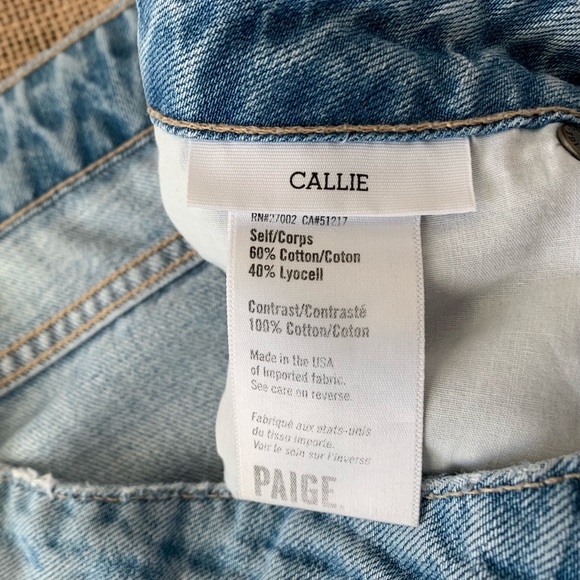 CALLIE
RN#27002 CA#51217
Self/Corps
60% Cotton/Coton
40% Lyocell
Contrast/Contrasté
100% Cotton/Coton
Made in the USA
of imported fabric.
See care on reverse.
Fabriqué aux états-unis
du tissu importe.
Voir le soin sur l'inverse
PAIGE